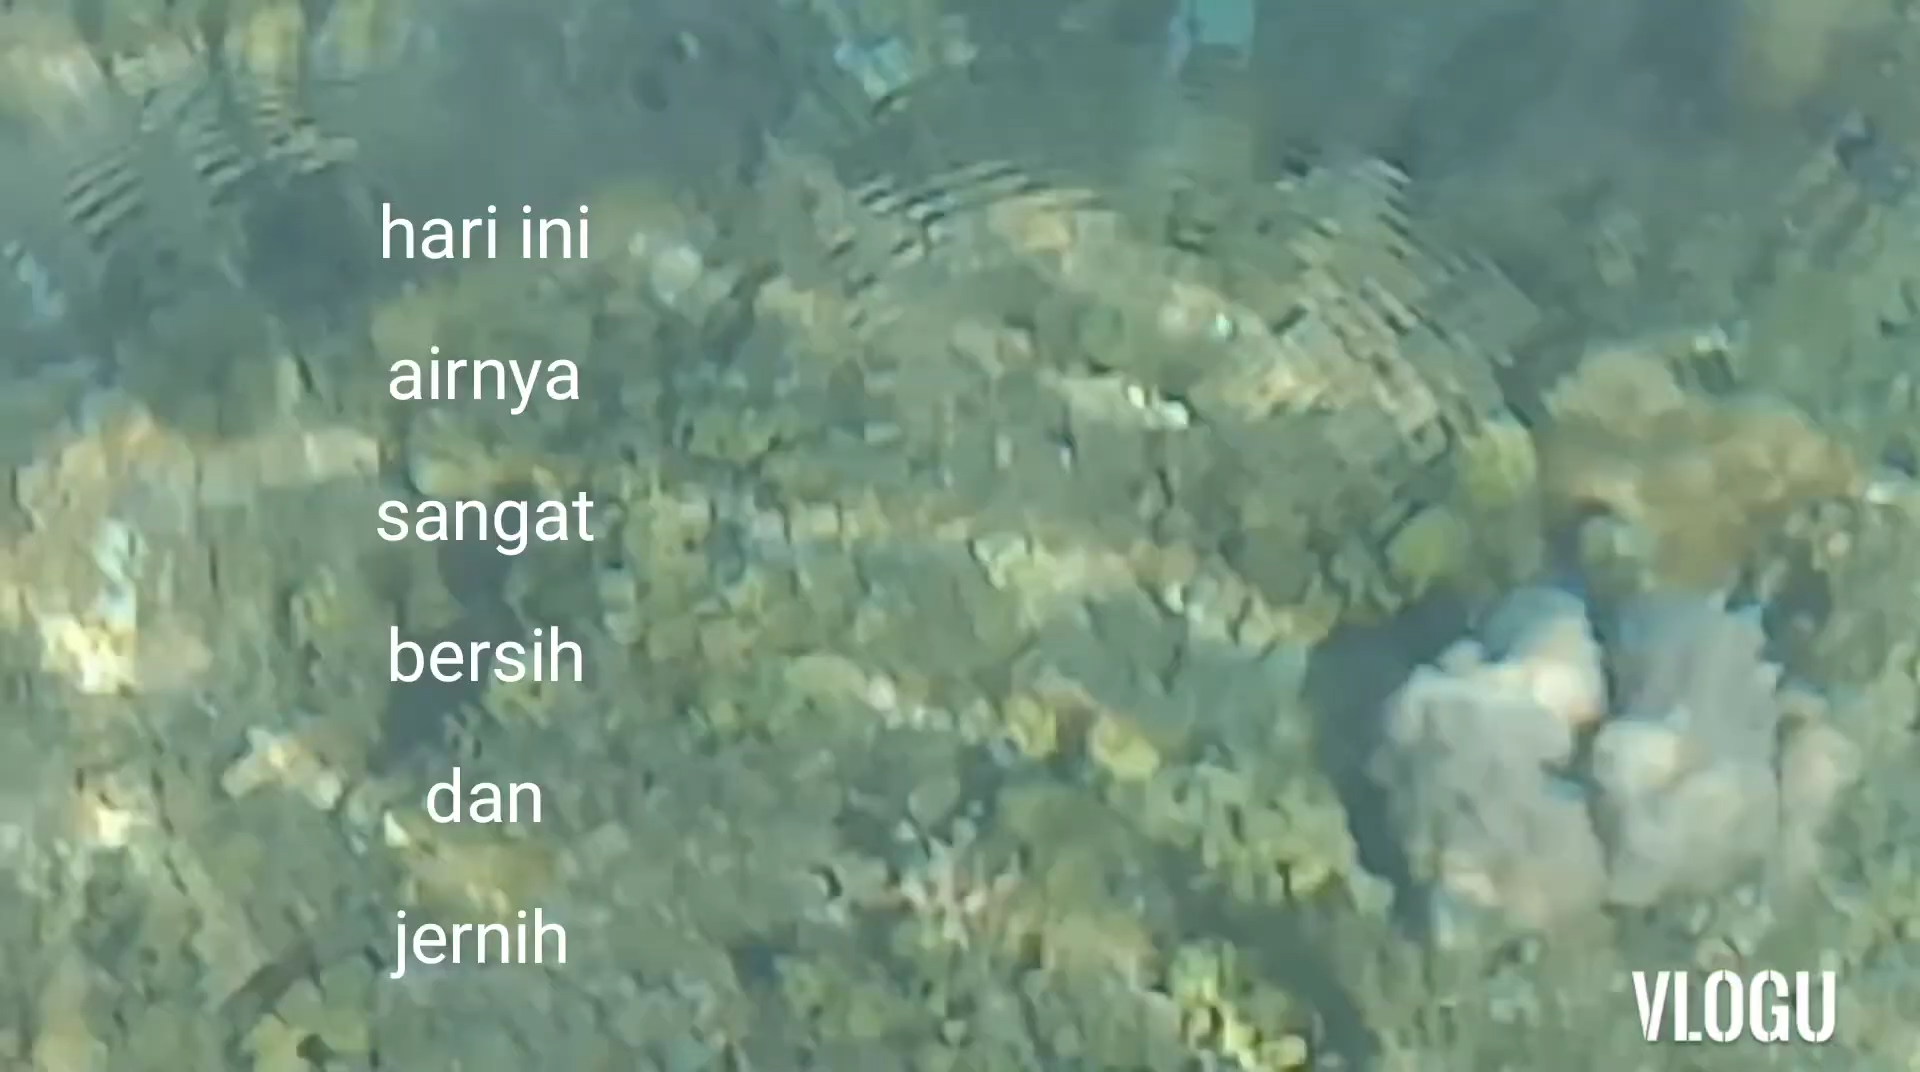 hari ini
airnya
sangat
bersih
dan
jernih
VLOGU